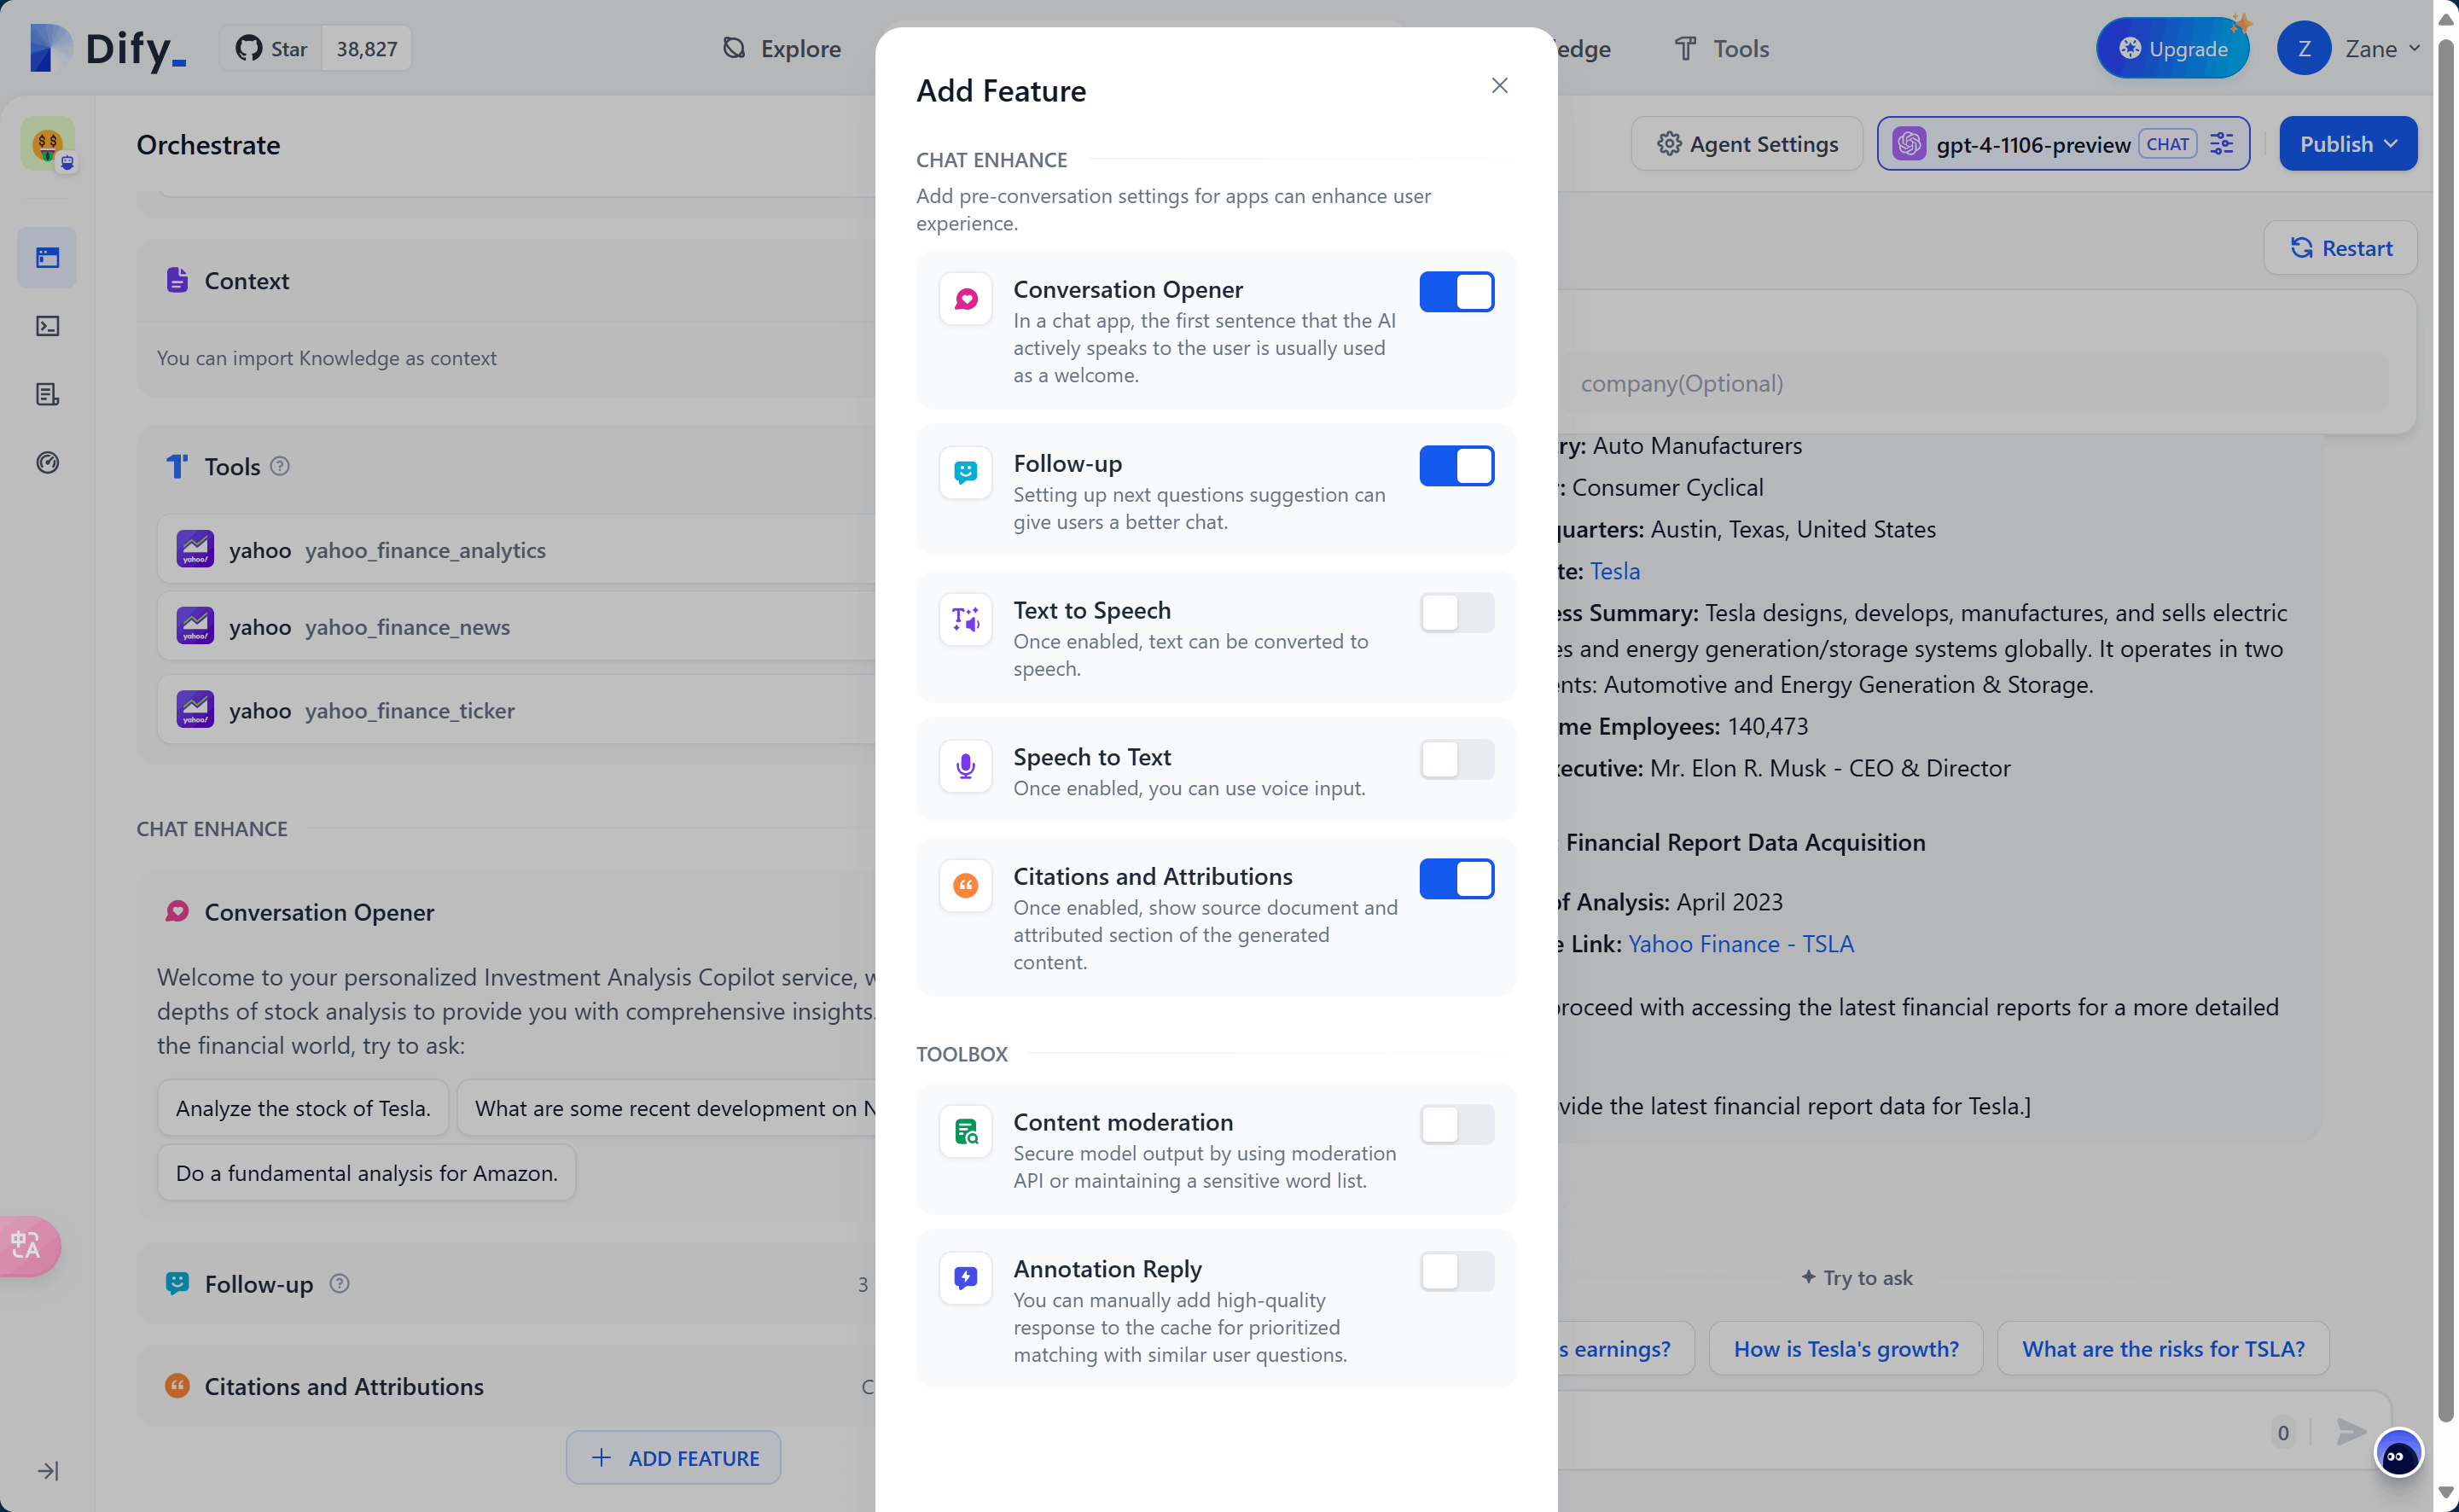 Dify_
Star 38,827
Explore
edge
Tools
Upgrade
Z
Zane
Orchestrate
Agent Settings
gpt-4-1106-preview CHAT
Publish
Restart
Context
You can import Knowledge as context
Tools
yahoo! yahoo yahoo_finance_analytics
yahoo! yahoo yahoo_finance_news
yahoo! yahoo yahoo_finance_ticker
CHAT ENHANCE
Conversation Opener
Welcome to your personalized Investment Analysis Copilot service, w
depths of stock analysis to provide you with comprehensive insights.
the financial world, try to ask:
Analyze the stock of Tesla.
What are some recent development on N
Do a fundamental analysis for Amazon.
Follow-up
3
Citations and Attributions
C
+ ADD FEATURE
Add Feature
CHAT ENHANCE
Add pre-conversation settings for apps can enhance user
experience.
Conversation Opener
In a chat app, the first sentence that the AI
actively speaks to the user is usually used
as a welcome.
Follow-up
Setting up next questions suggestion can
give users a better chat.
Text to Speech
Once enabled, text can be converted to
speech.
Speech to Text
Once enabled, you can use voice input.
Citations and Attributions
Once enabled, show source document and
attributed section of the generated
content.
TOOLBOX
Content moderation
Secure model output by using moderation
API or maintaining a sensitive word list.
Annotation Reply
You can manually add high-quality
response to the cache for prioritized
matching with similar user questions.
company(Optional)
ry: Auto Manufacturers
: Consumer Cyclical
quarters: Austin, Texas, United States
te: Tesla
ess Summary: Tesla designs, develops, manufactures, and sells electric
es and energy generation/storage systems globally. It operates in two
ents: Automotive and Energy Generation & Storage.
me Employees: 140,473
xecutive: Mr. Elon R. Musk - CEO & Director
: Financial Report Data Acquisition
of Analysis: April 2023
e Link: Yahoo Finance - TSLA
proceed with accessing the latest financial reports for a more detailed
vide the latest financial report data for Tesla.]
Try to ask
s earnings?
How is Tesla's growth?
What are the risks for TSLA?
0
中A